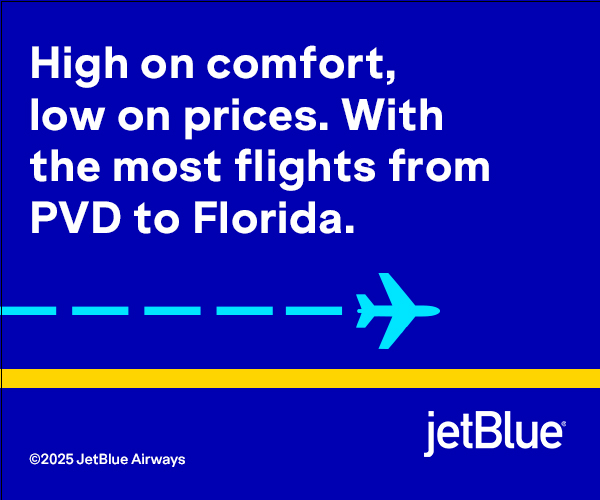 High on comfort,
low on prices. With
the most flights from
PVD to Florida.
jetBlue®
©2025 JetBlue Airways